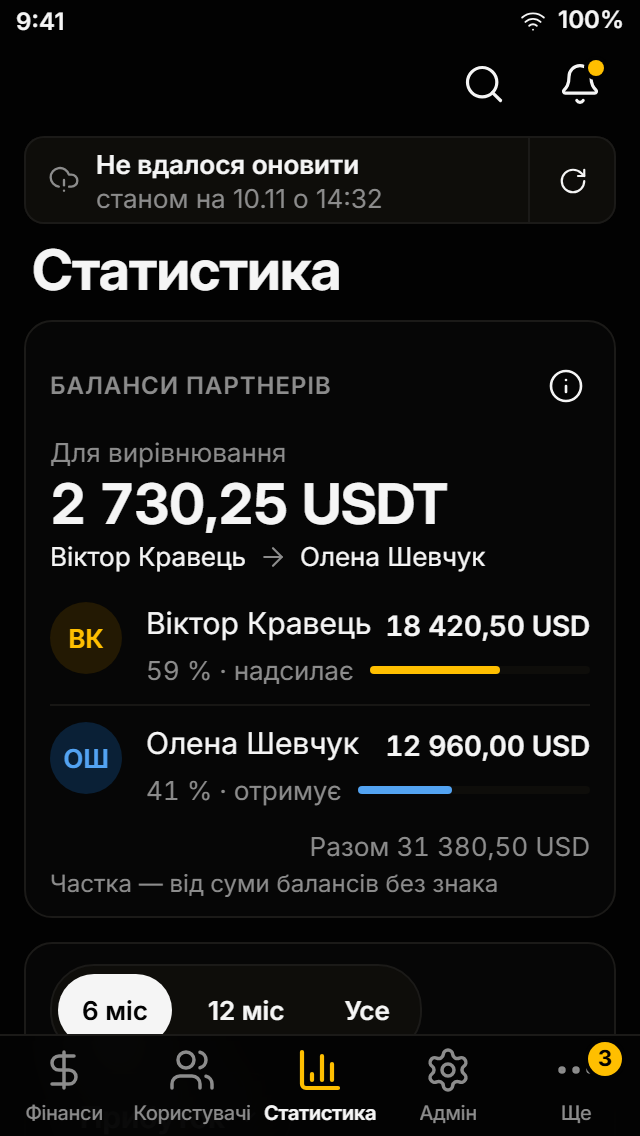 9:41
100%
Не вдалося оновити
станом на 10.11 о 14:32
Статистика
БАЛАНСИ ПАРТНЕРІВ
Для вирівнювання
2 730,25 USDT
Віктор Кравець → Олена Шевчук
ВК
Віктор Кравець 18 420,50 USD
59 % · надсилає
ОШ
Олена Шевчук 12 960,00 USD
41 % · отримує
Разом 31 380,50 USD
Частка — від суми балансів без знака
6 міс 12 міс Усе
3
Фінанси Користувачі Статистика Адмін Ще